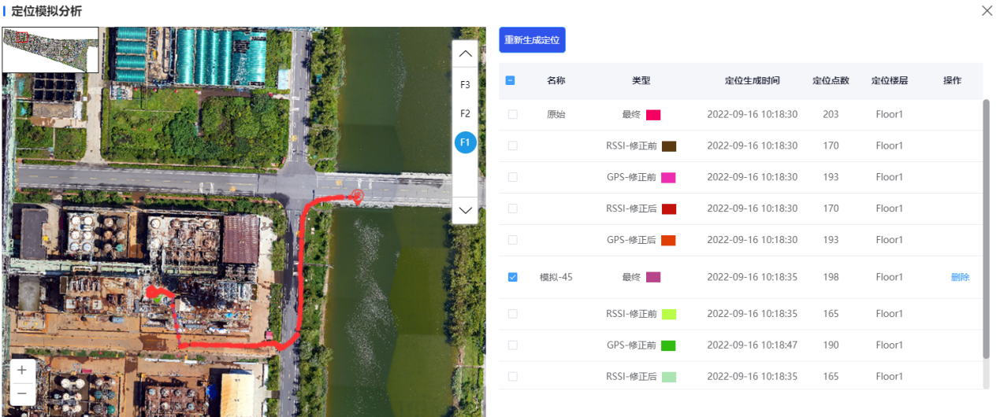 定位模拟分析
F3
F2
F1
重新生成定位
名称 类型 定位生成时间 定位点数 定位楼层 操作
原始 最终 2022-09-16 10:18:30 203 Floor1
RSSI-修正前 2022-09-16 10:18:30 170 Floor1
GPS-修正前 2022-09-16 10:18:30 193 Floor1
RSSI-修正后 2022-09-16 10:18:30 170 Floor1
GPS-修正后 2022-09-16 10:18:30 193 Floor1
模拟-45 最终 2022-09-16 10:18:35 198 Floor1 删除
RSSI-修正前 2022-09-16 10:18:35 165 Floor1
GPS-修正前 2022-09-16 10:18:47 190 Floor1
RSSI-修正后 2022-09-16 10:18:35 165 Floor1